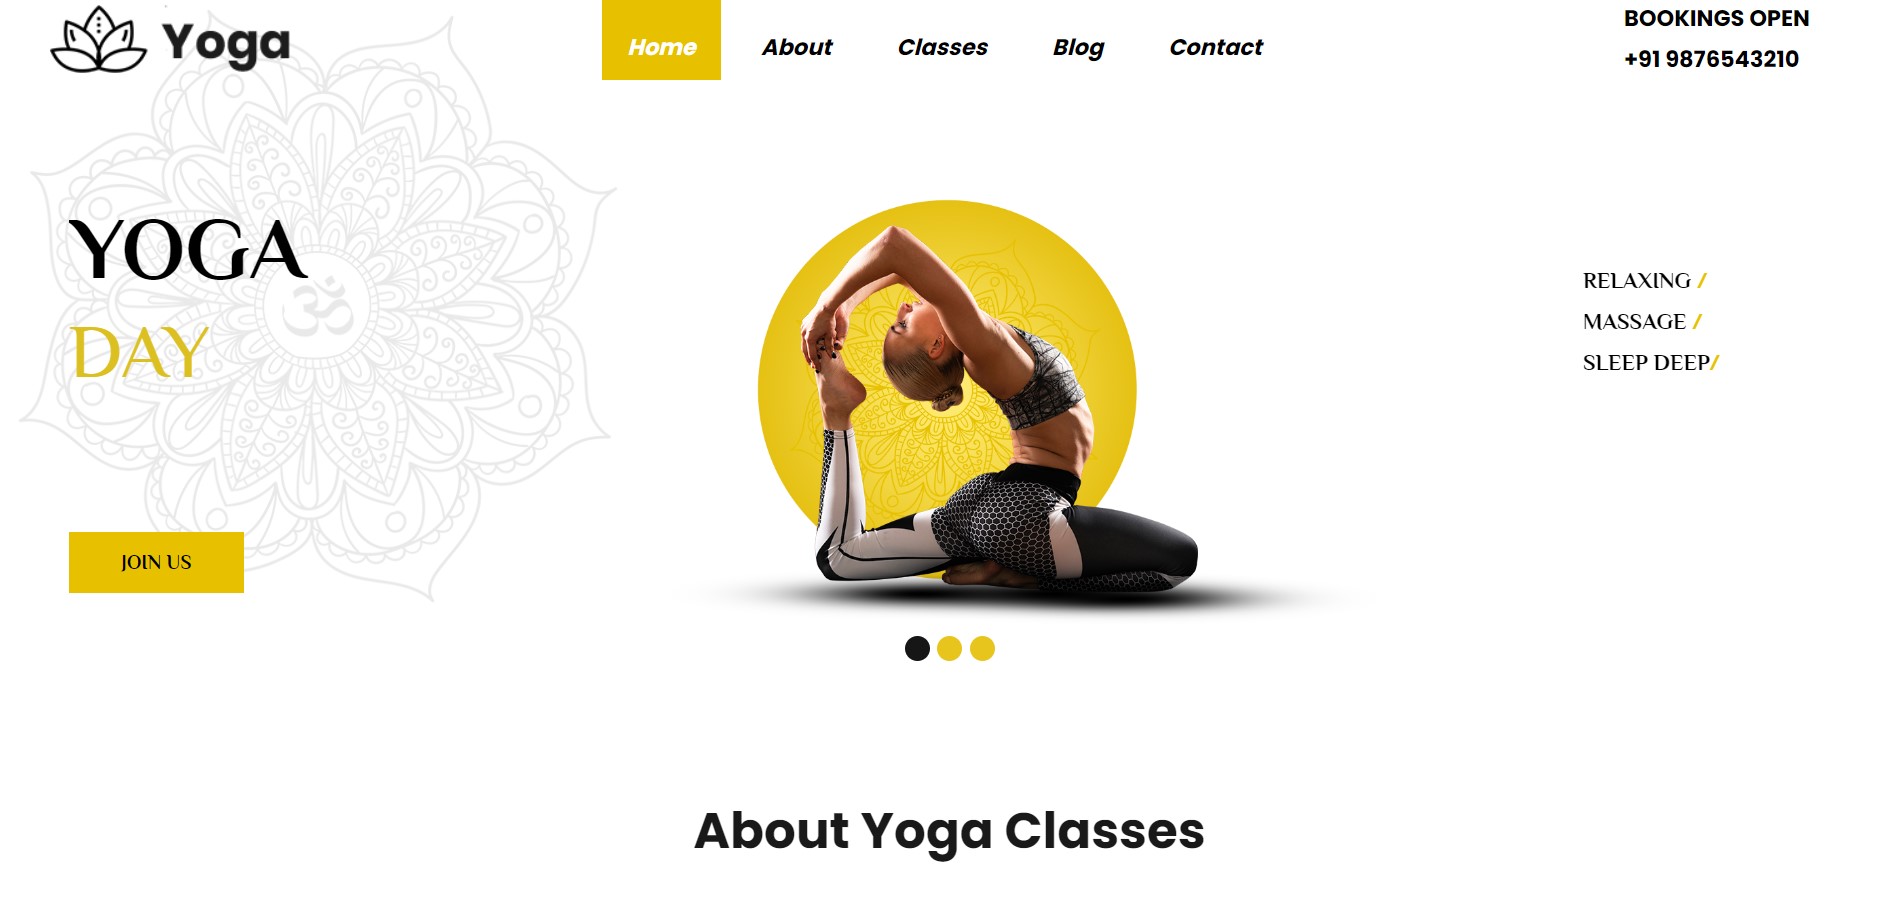 Yoga
Home About Classes Blog Contact
BOOKINGS OPEN
+91 9876543210
YOGA
DAY
ॐ
RELAXING /
MASSAGE /
SLEEP DEEP/
JOIN US
About Yoga Classes